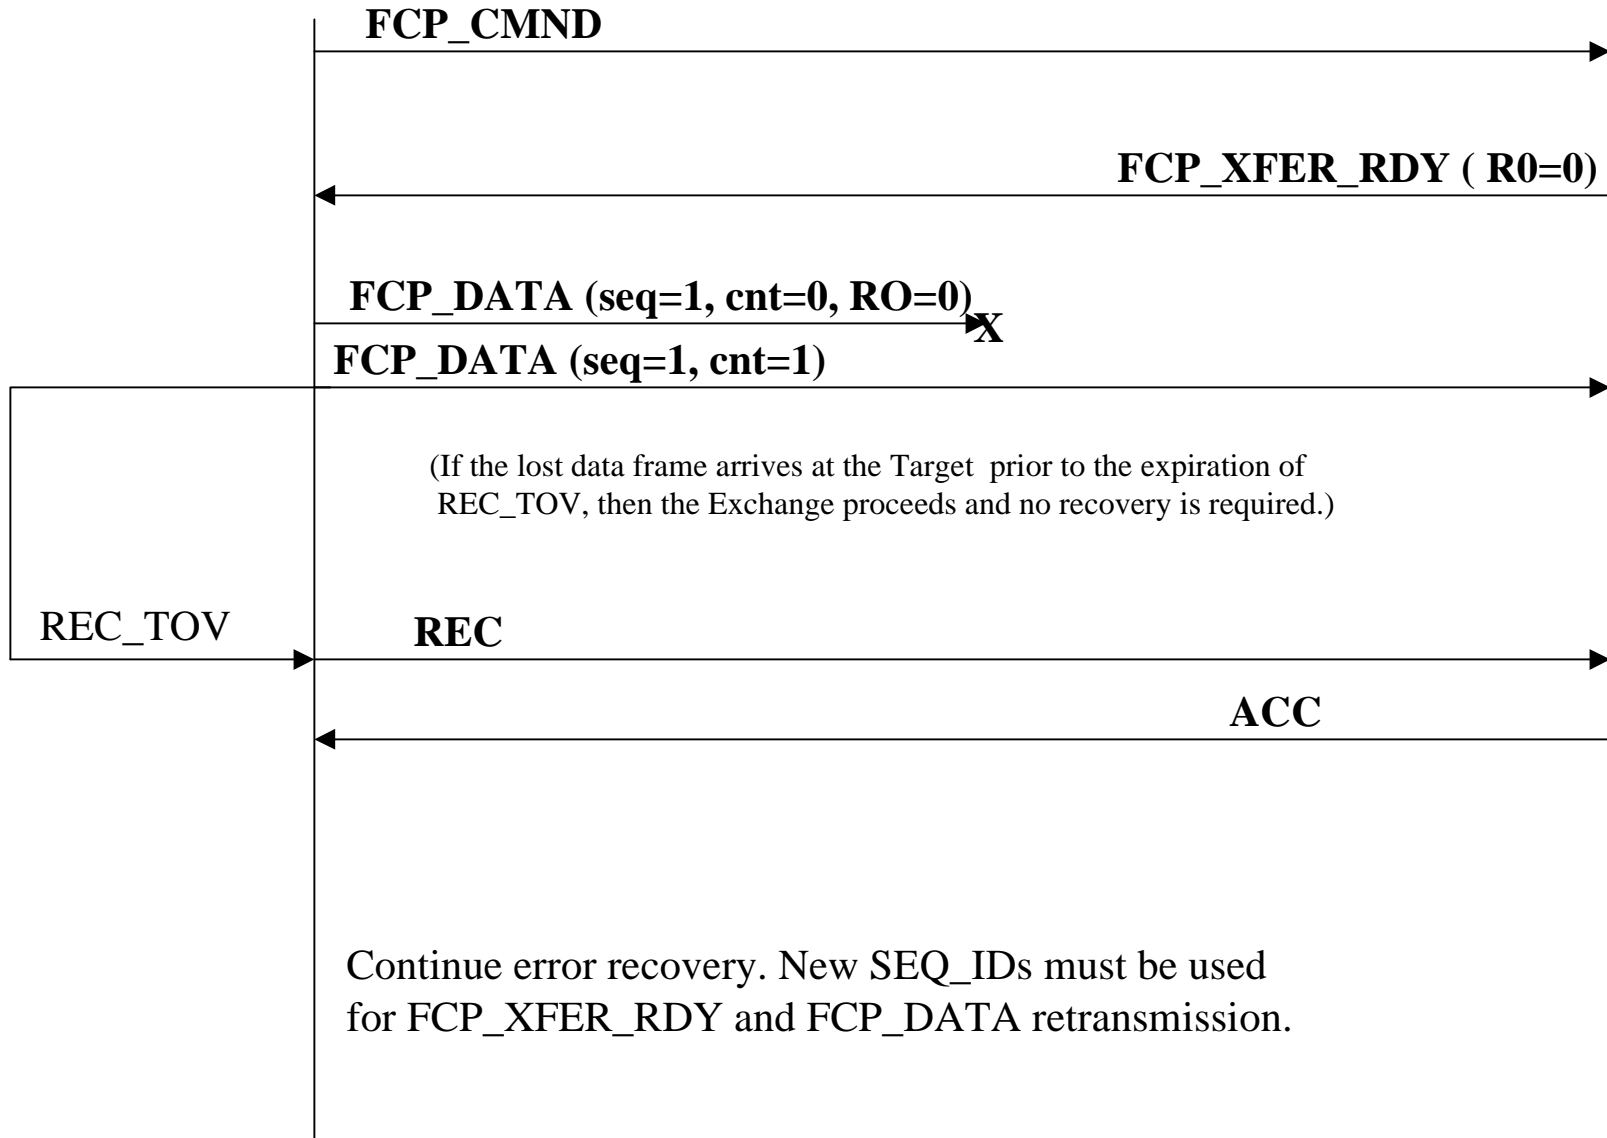 FCP_CMND
FCP_XFER_RDY ( R0=0)
FCP_DATA (seq=1, cnt=0, RO=0)
X
FCP_DATA (seq=1, cnt=1)
(If the lost data frame arrives at the Target prior to the expiration of
REC_TOV, then the Exchange proceeds and no recovery is required.)
REC_TOV
REC
ACC
Continue error recovery. New SEQ_IDs must be used
for FCP_XFER_RDY and FCP_DATA retransmission.